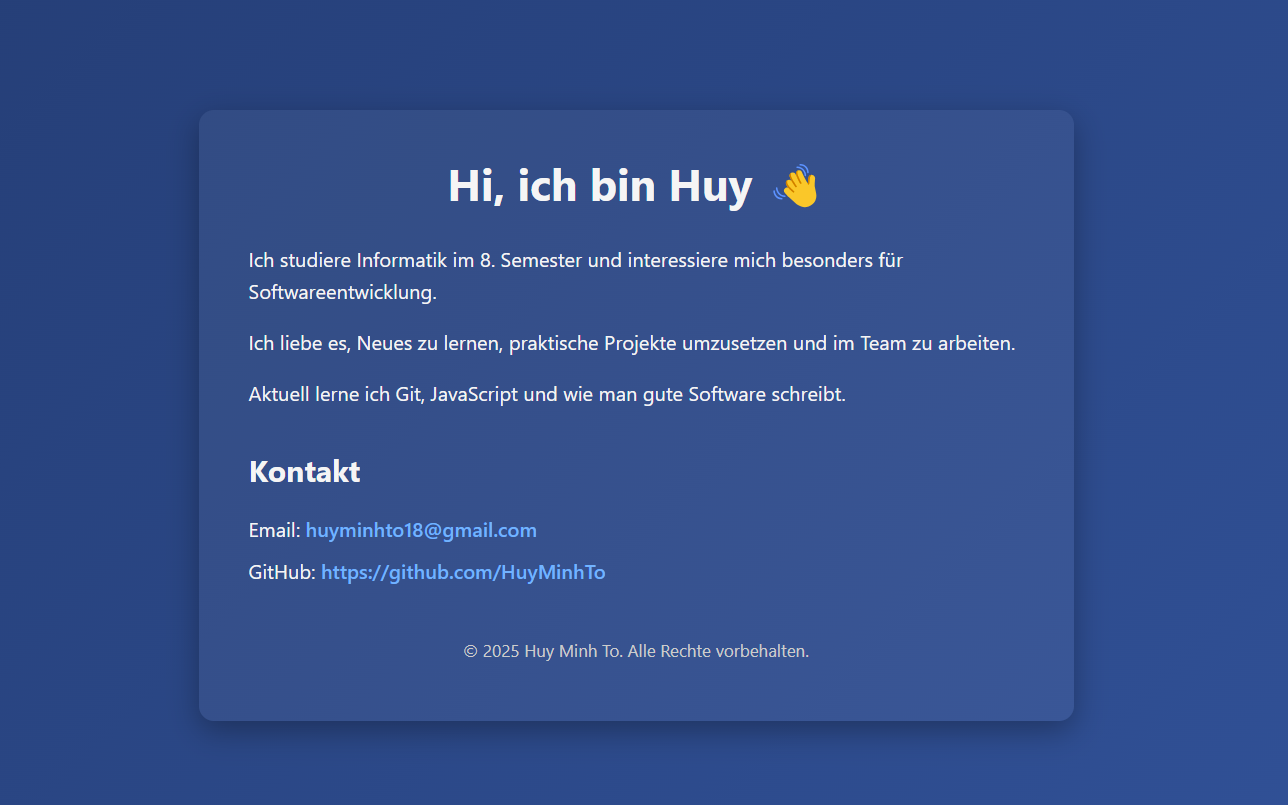 Hi, ich bin Huy 👋
Ich studiere Informatik im 8. Semester und interessiere mich besonders für
Softwareentwicklung.
Ich liebe es, Neues zu lernen, praktische Projekte umzusetzen und im Team zu arbeiten.
Aktuell lerne ich Git, JavaScript und wie man gute Software schreibt.
Kontakt
Email: huyminhto18@gmail.com
GitHub: https://github.com/HuyMinhTo
© 2025 Huy Minh To. Alle Rechte vorbehalten.